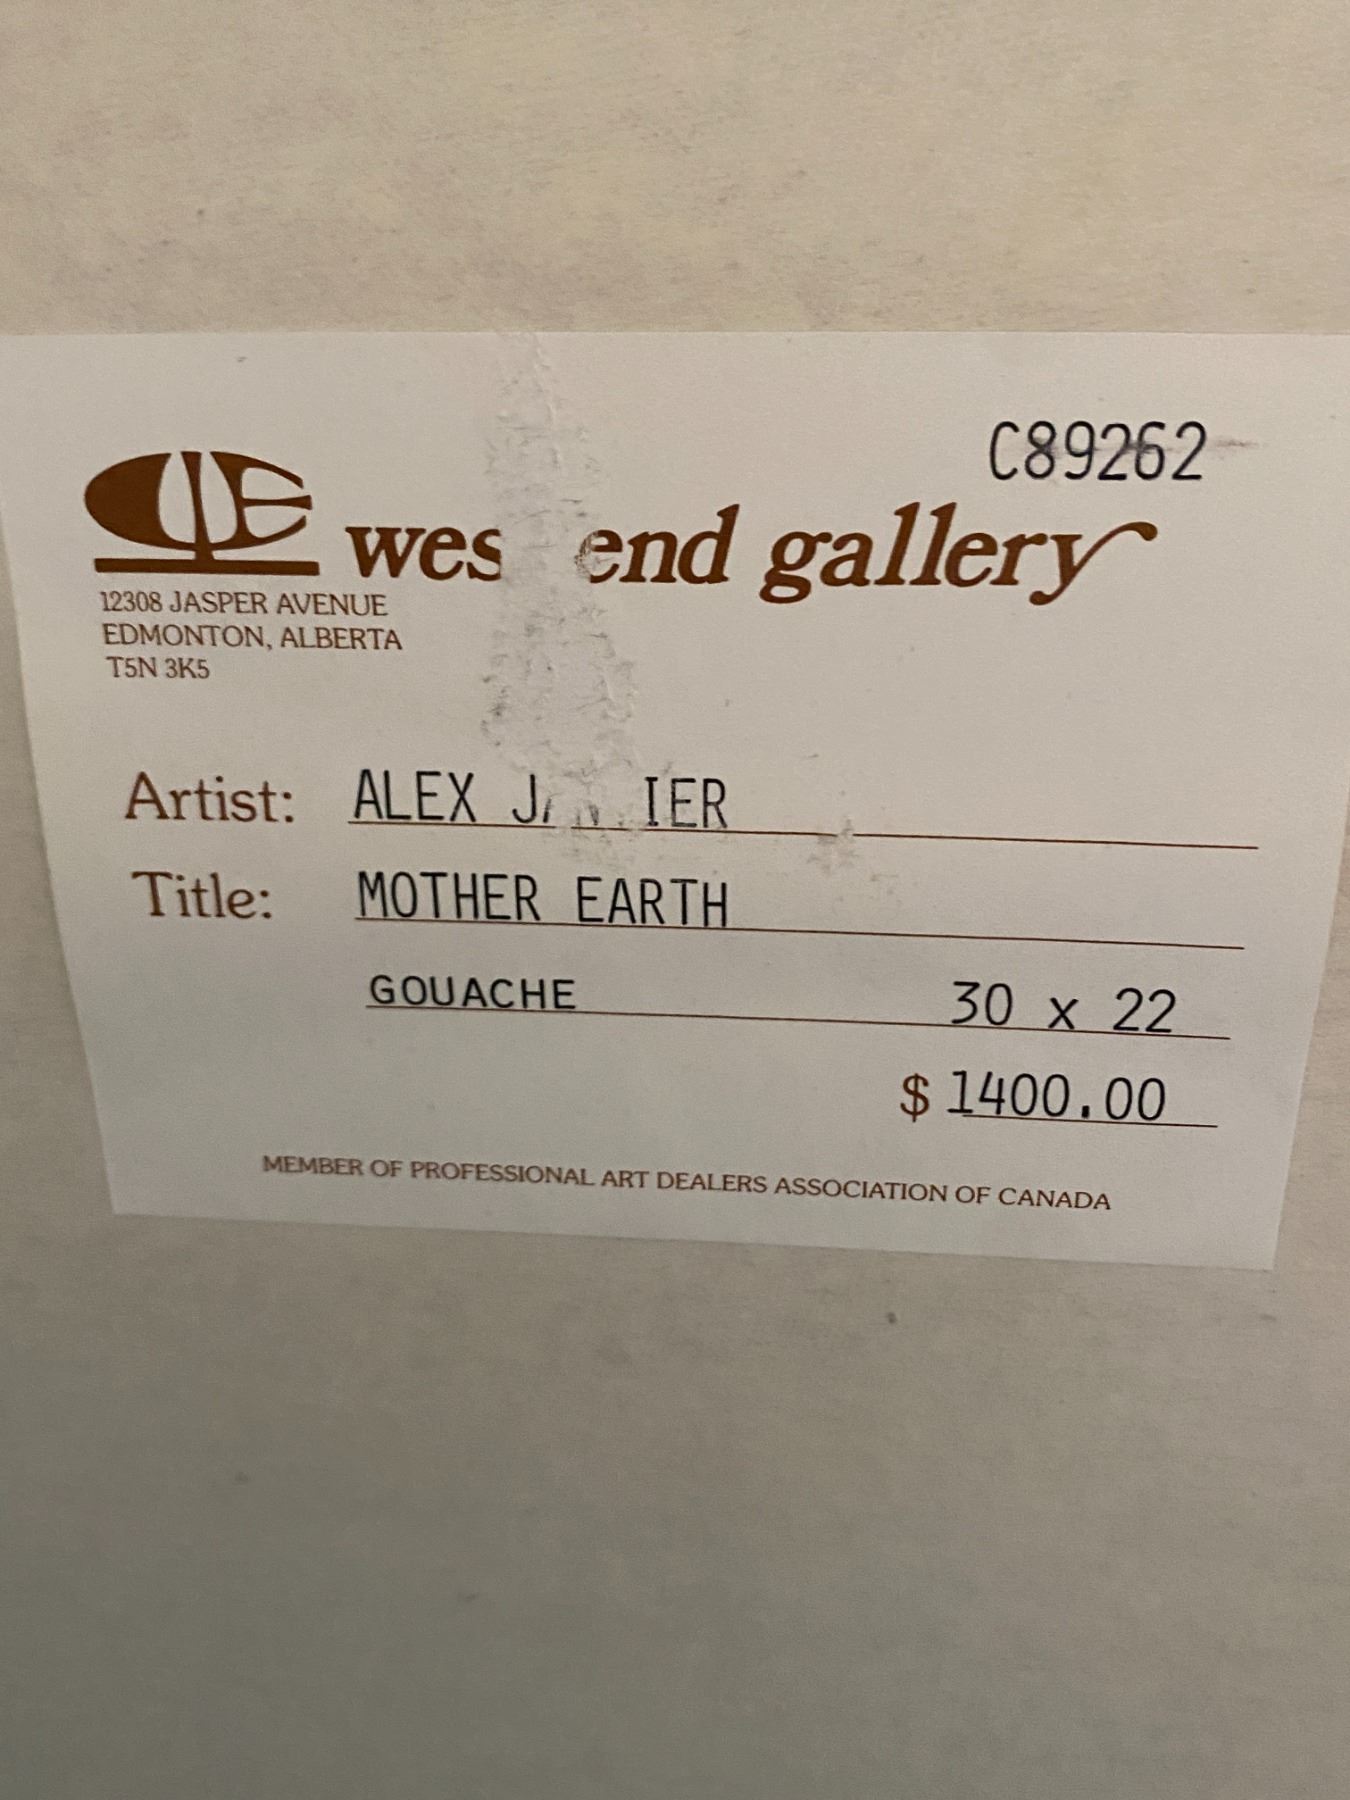 C89262
WE wes end gallery
12308 JASPER AVENUE
EDMONTON, ALBERTA
T5N 3K5
Artist: ALEX
Title: MOTHER EARTH
GOUACHE 30 x 22
$ 1400.00
MEMBER OF PROFESSIONAL ART DEALERS ASSOCIATION OF CANADA